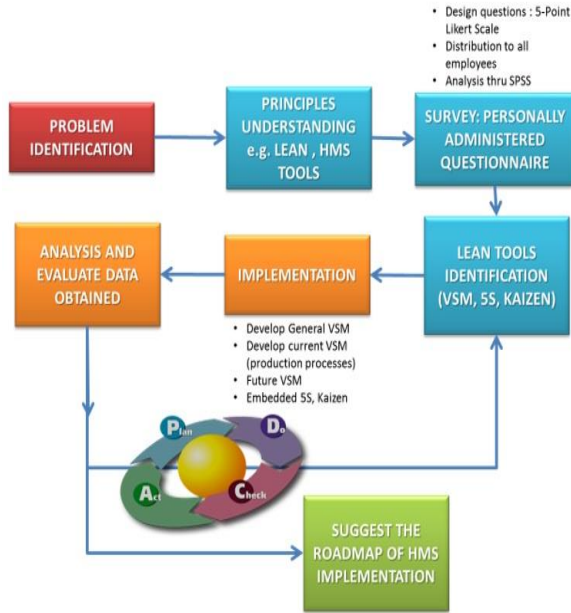 • Design questions : 5-Point
Likert Scale
• Distribution to all
employees
• Analysis thru SPSS
PROBLEM
IDENTIFICATION
PRINCIPLES
UNDERSTANDING
e.g. LEAN , HMS
TOOLS
SURVEY: PERSONALLY
ADMINISTERED
QUESTIONNAIRE
ANALYSIS AND
EVALUATE DATA
OBTAINED
IMPLEMENTATION
LEAN TOOLS
IDENTIFICATION
(VSM, 5S, KAIZEN)
• Develop General VSM
• Develop current VSM
(production processes)
• Future VSM
• Embedded 5S, Kaizen
Plan
Do
Act
Check
SUGGEST THE
ROADMAP OF HMS
IMPLEMENTATION